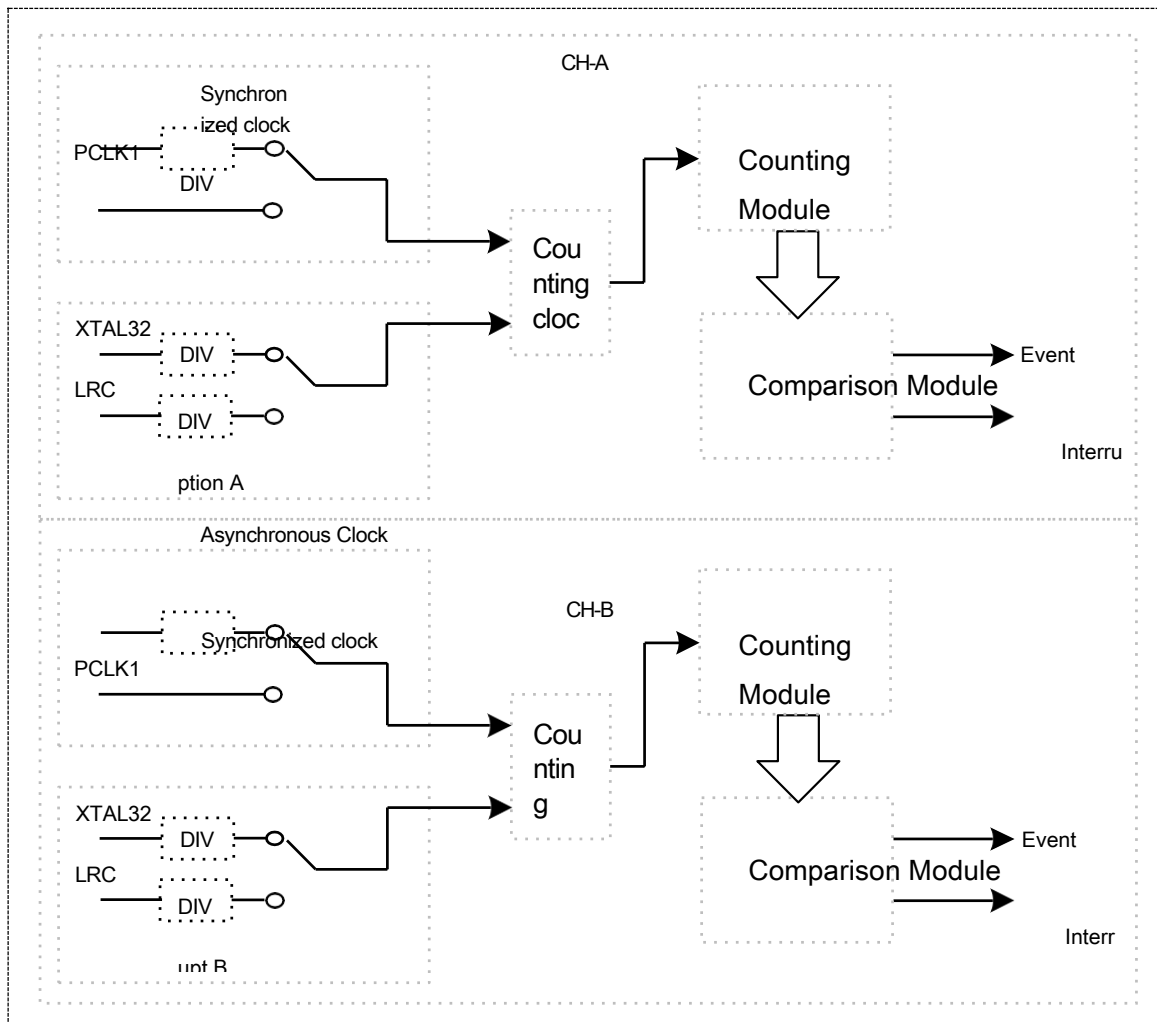 CH-A
Synchron
ized clock
PCLK1
DIV
Counting
Module
Cou
nting
cloc
XTAL32
DIV
LRC
DIV
Event
Comparison Module
Interru
ption A
Asynchronous Clock
CH-B
Synchronized clock
PCLK1
Counting
Module
Cou
ntin
g
XTAL32
DIV
LRC
DIV
Event
Comparison Module
Interr
upt B